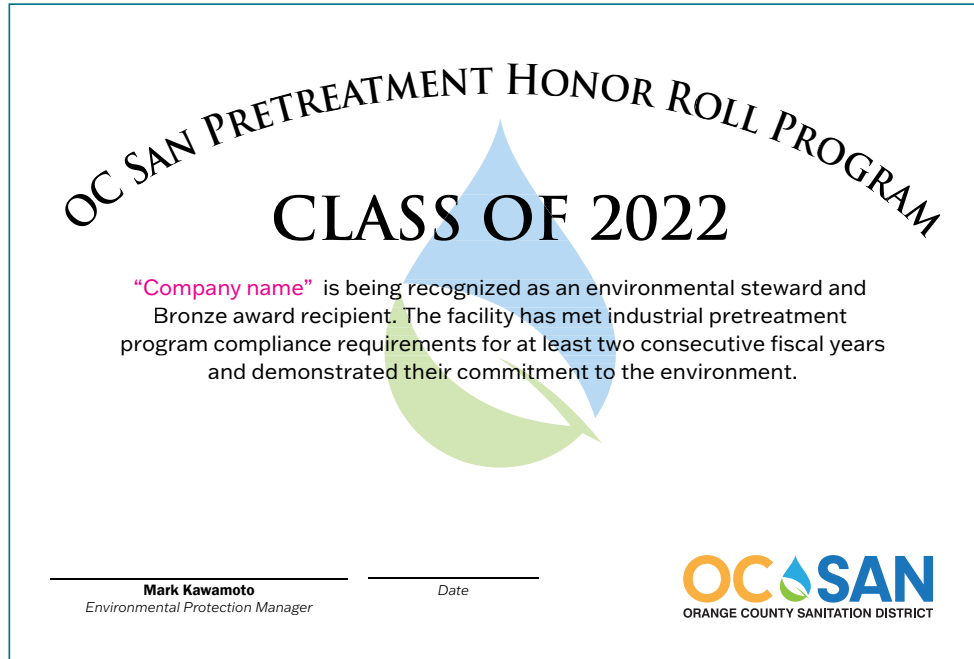 OC San Pretreatment Honor Roll Program
CLASS OF 2022
“Company name” is being recognized as an environmental steward and
Bronze award recipient. The facility has met industrial pretreatment
program compliance requirements for at least two consecutive fiscal years
and demonstrated their commitment to the environment.
Mark Kawamoto
Environmental Protection Manager
Date
OC SAN
ORANGE COUNTY SANITATION DISTRICT